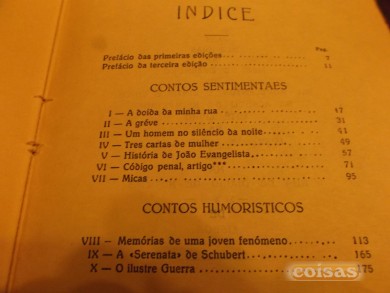 INDICE
Pag.
Prefácio das primeiras edições 7
Prefácio da terceira edição 11
CONTOS SENTIMENTAES
I — A doida da minha rua 17
II — A gréve 31
III — Um homem no silêncio da noite 41
IV — Tres cartas de mulher 49
V — História de João Evangelista 57
VI — Código penal, artigo*** 71
VII — Micas 95
CONTOS HUMORISTICOS
VIII — Memórias de uma joven fenómeno 113
IX — A «Serenata» de Schubert 165
X — O ilustre Guerra 175
coisas